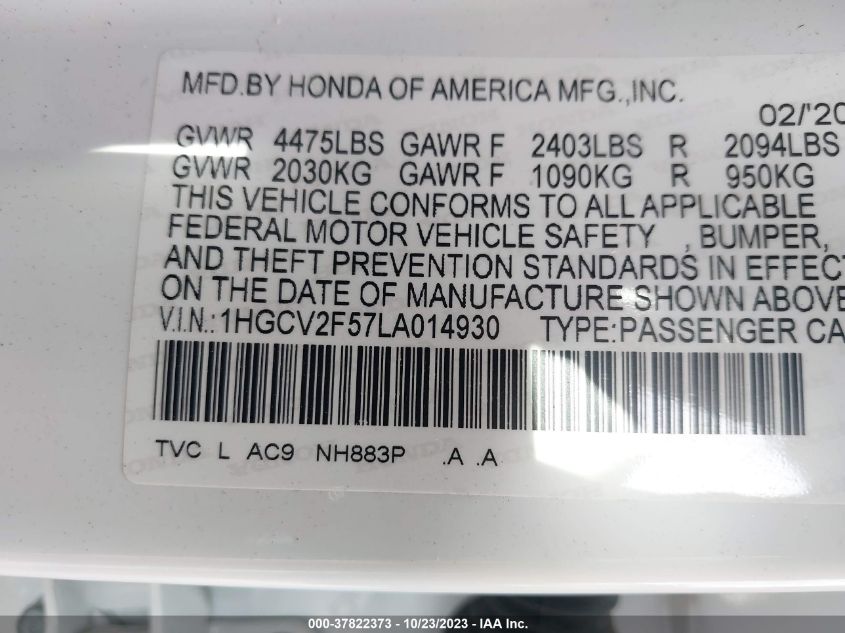 MFD.BY HONDA OF AMERICA MFG.,INC.
02/'20
GVWR 4475LBS GAWR F 2403LBS R 2094LBS
GVWR 2030KG GAWR F 1090KG R 950KG
THIS VEHICLE CONFORMS TO ALL APPLICABLE
FEDERAL MOTOR VEHICLE SAFETY , BUMPER,
AND THEFT PREVENTION STANDARDS IN EFFECT
ON THE DATE OF MANUFACTURE SHOWN ABOVE
V.I.N.:1HGCV2F57LA014930 TYPE:PASSENGER CA
TVC L AC9 NH883P .A .A
000-37822373 - 10/23/2023 - IAA Inc.